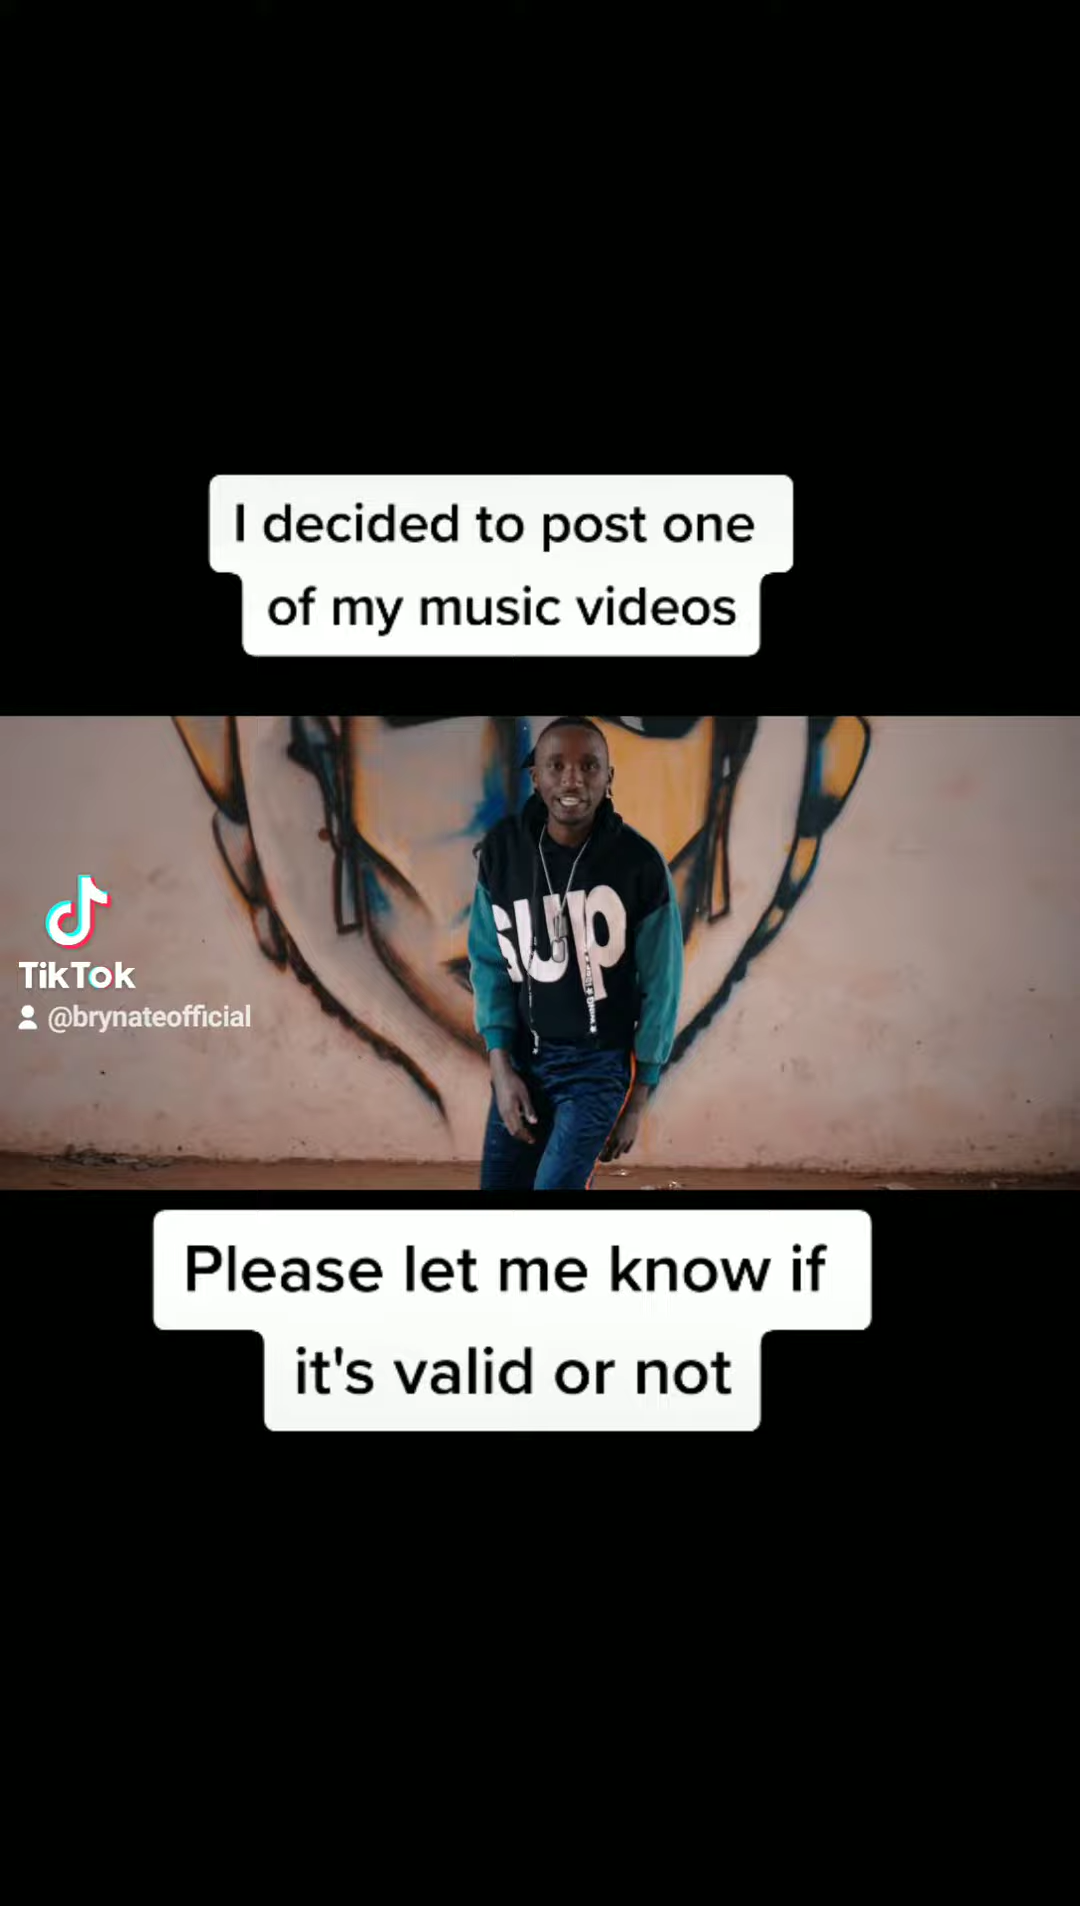 I decided to post one
of my music videos
sup
TikTok
@brynateofficial
Please let me know if
it's valid or not